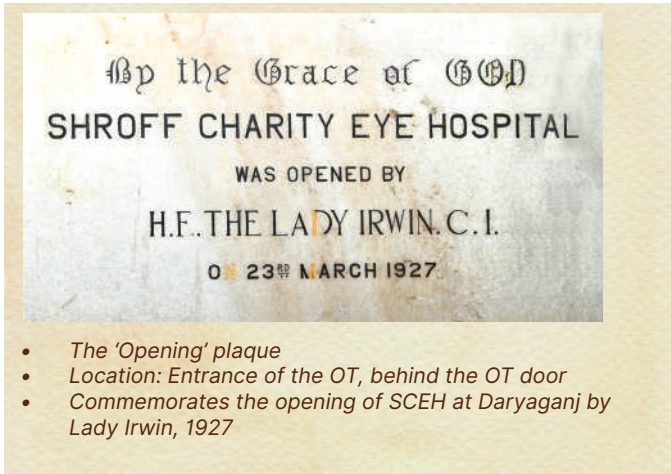 By the Grace of GOD
SHROFF CHARITY EYE HOSPITAL
WAS OPENED BY
H.E. THE LADY IRWIN. C.I.
ON 23RD MARCH 1927
• The ‘Opening’ plaque
• Location: Entrance of the OT, behind the OT door
• Commemorates the opening of SCEH at Daryaganj by
Lady Irwin, 1927